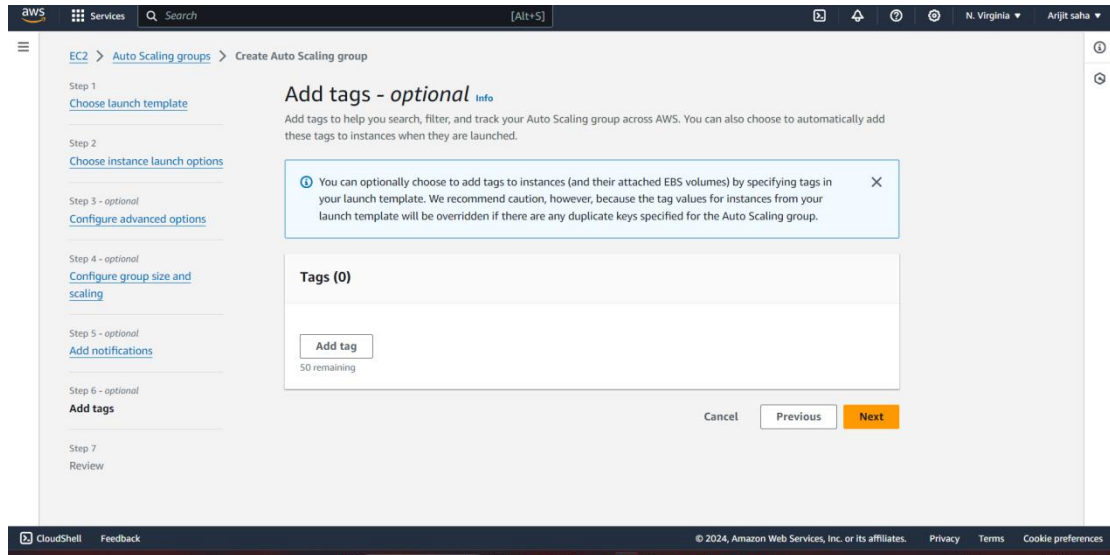 aws
Services
Search
[Alt+S]
N. Virginia
Arijit saha
EC2 > Auto Scaling groups > Create Auto Scaling group
Step 1
Choose launch template
Step 2
Choose instance launch options
Step 3 - optional
Configure advanced options
Step 4 - optional
Configure group size and
scaling
Step 5 - optional
Add notifications
Step 6 - optional
Add tags
Step 7
Review
Add tags - optional Info
Add tags to help you search, filter, and track your Auto Scaling group across AWS. You can also choose to automatically add
these tags to instances when they are launched.
You can optionally choose to add tags to instances (and their attached EBS volumes) by specifying tags in
your launch template. We recommend caution, however, because the tag values for instances from your
launch template will be overridden if there are any duplicate keys specified for the Auto Scaling group.
Tags (0)
Add tag
50 remaining
Cancel
Previous
Next
CloudShell
Feedback
© 2024, Amazon Web Services, Inc. or its affiliates.
Privacy
Terms
Cookie preferences